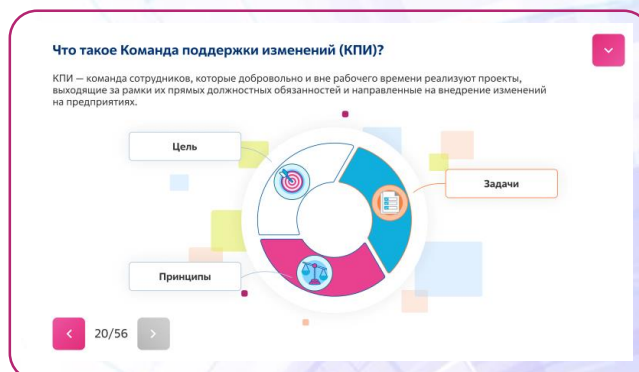 Что такое Команда поддержки изменений (КПИ)?
КПИ — команда сотрудников, которые добровольно и вне рабочего времени реализуют проекты,
выходящие за рамки их прямых должностных обязанностей и направленные на внедрение изменений
на предприятиях.
Цель
Задачи
Принципы
20/56